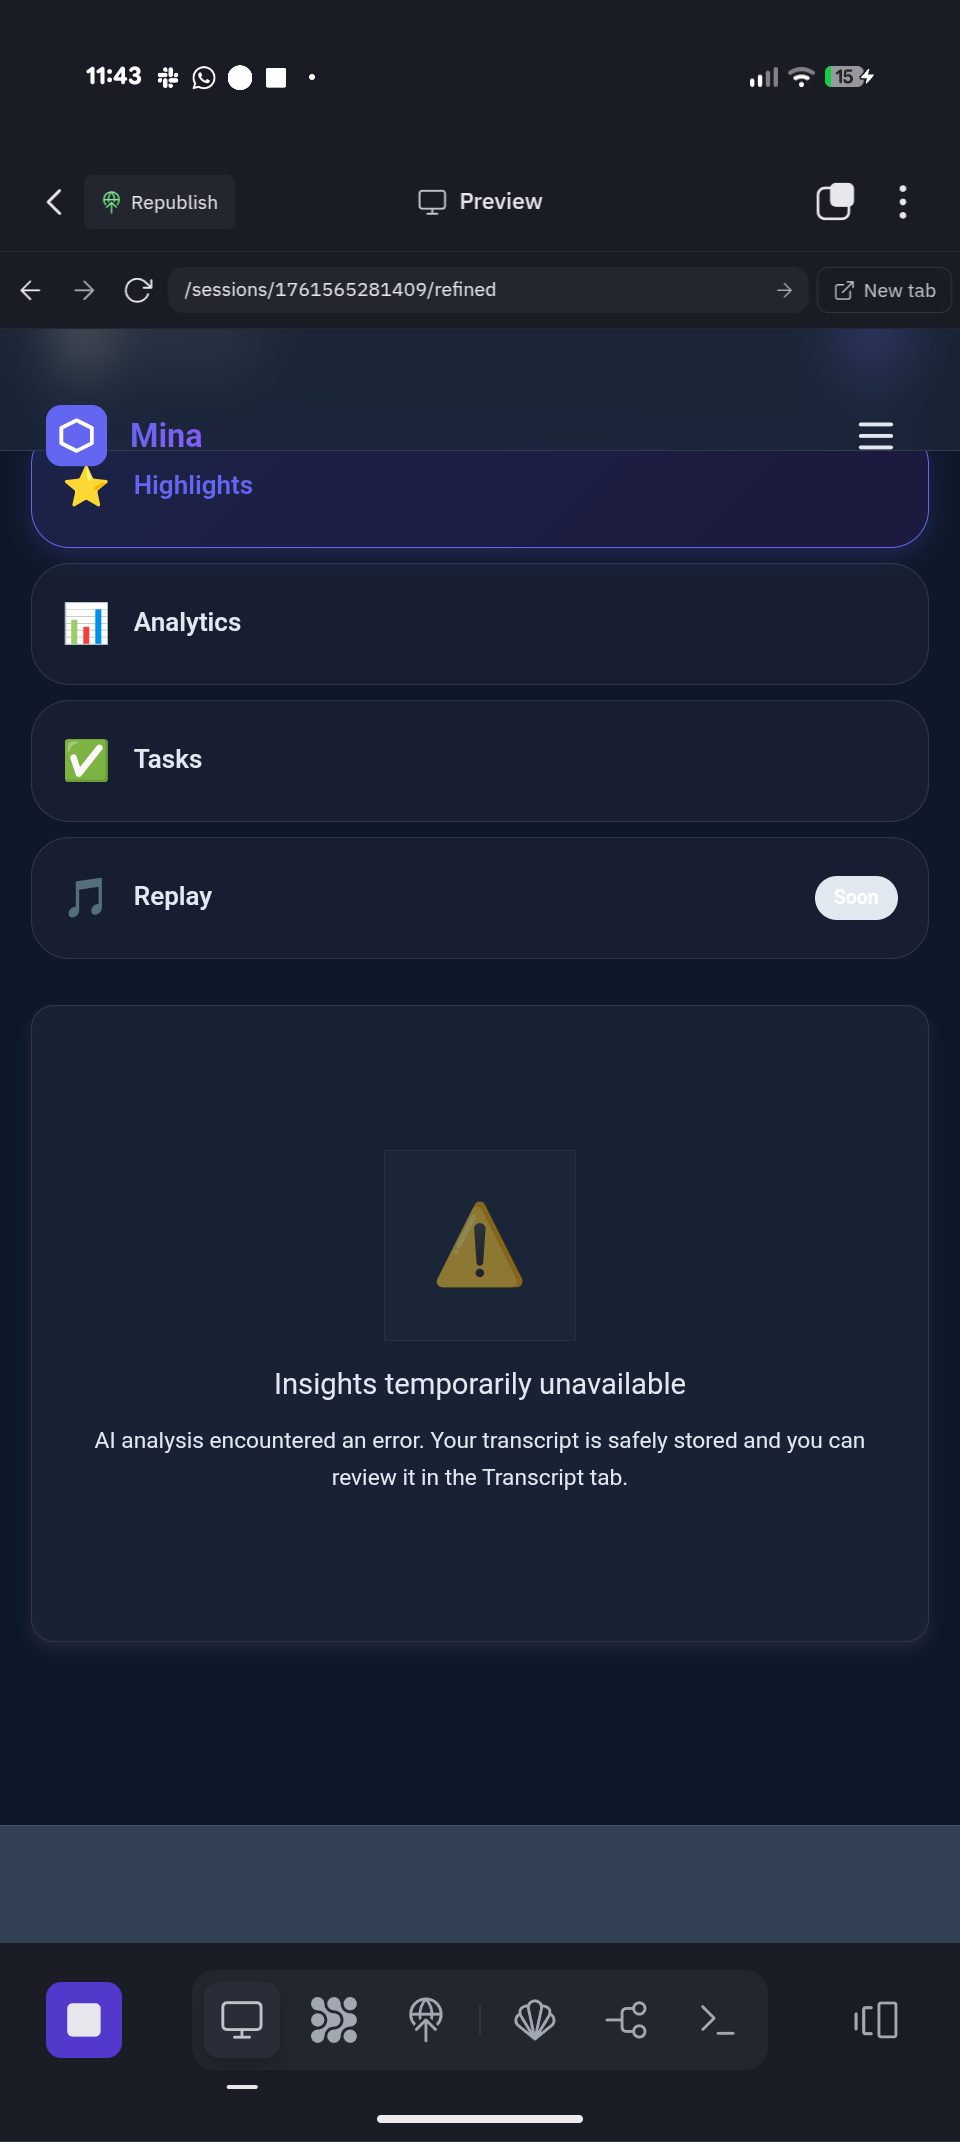 11:43
15
Republish
Preview
/sessions/1761565281409/refined
New tab
Mina
Highlights
Analytics
Tasks
Replay
Soon
Insights temporarily unavailable
AI analysis encountered an error. Your transcript is safely stored and you can
review it in the Transcript tab.